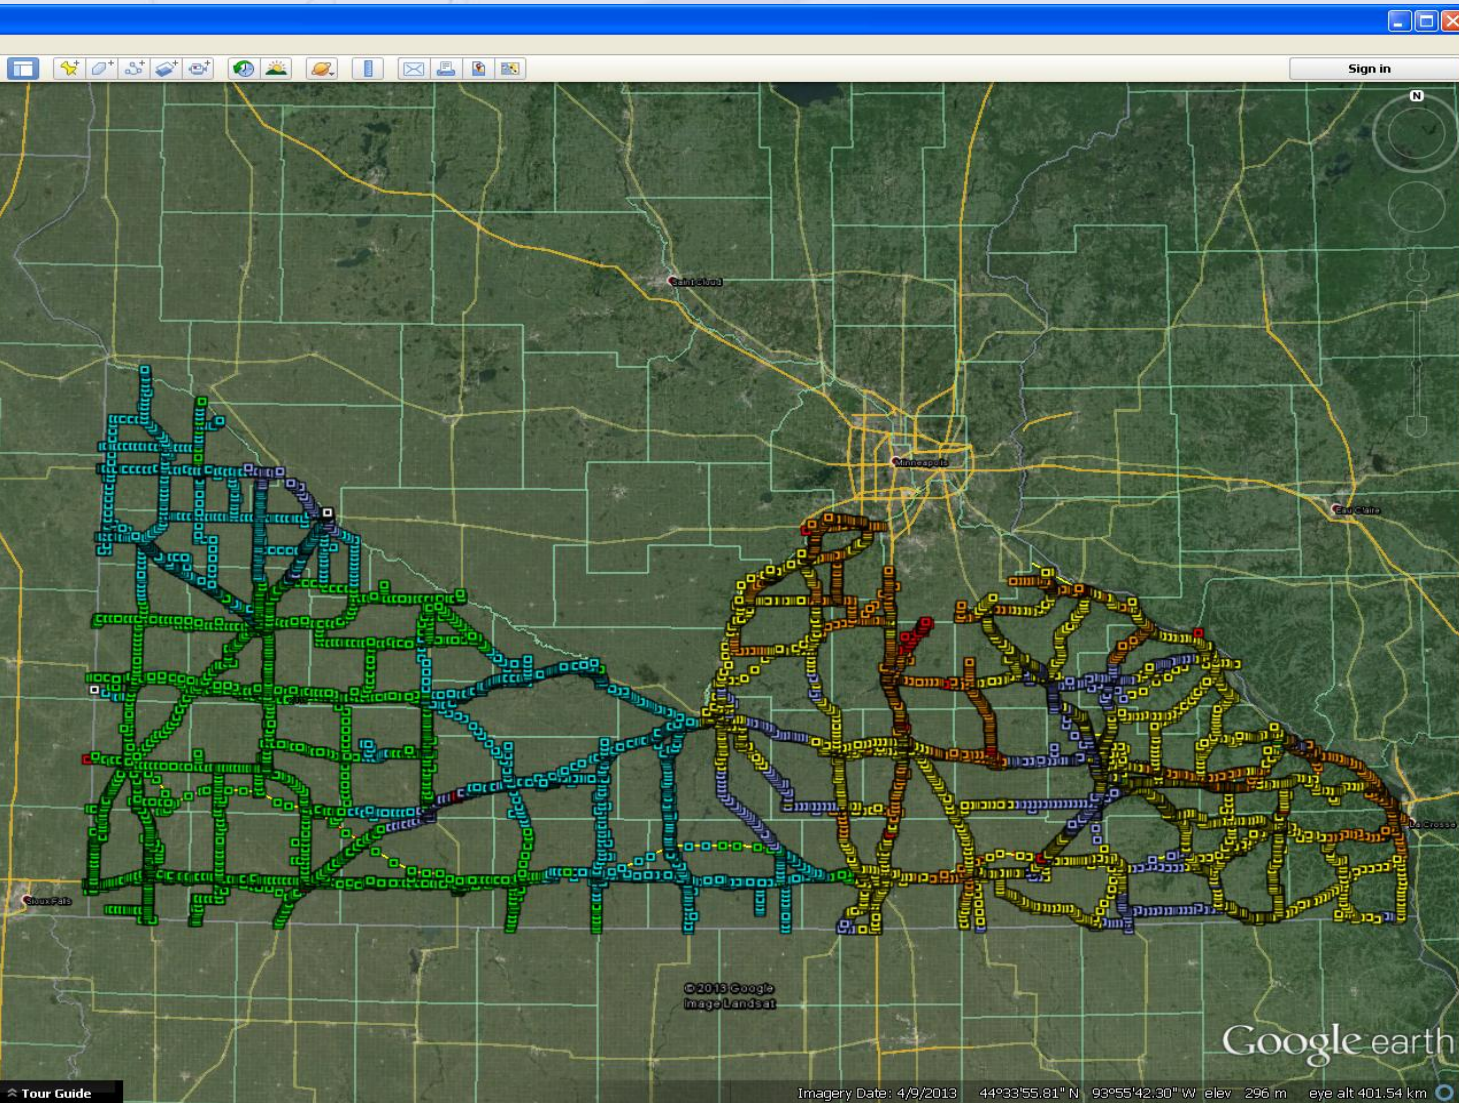 Sign in
N
Saint Cloud
Minneapolis
Eau Claire
La Crosse
Sioux Falls
©2013 Google
Image Landsat
Google earth
Tour Guide
Imagery Date: 4/9/2013 44°33'55.81" N 93°55'42.30" W elev 296 m eye alt 401.54 km